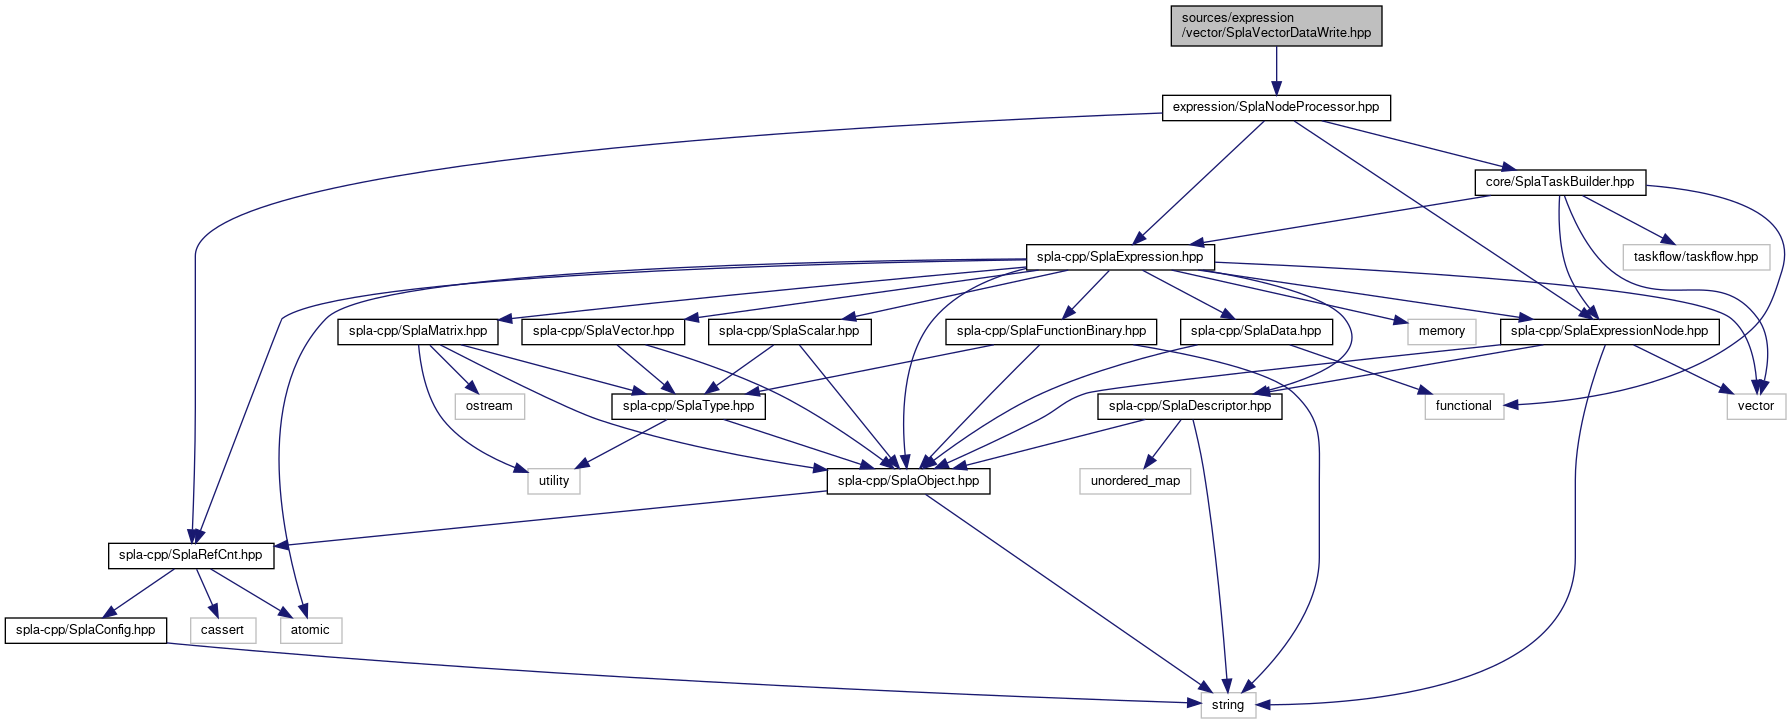 sources/expression
/vector/SplaVectorDataWrite.hpp
expression/SplaNodeProcessor.hpp
core/SplaTaskBuilder.hpp
spla-cpp/SplaExpression.hpp
taskflow/taskflow.hpp
spla-cpp/SplaMatrix.hpp
spla-cpp/SplaVector.hpp
spla-cpp/SplaScalar.hpp
spla-cpp/SplaFunctionBinary.hpp
spla-cpp/SplaData.hpp
memory
spla-cpp/SplaExpressionNode.hpp
ostream
spla-cpp/SplaType.hpp
spla-cpp/SplaDescriptor.hpp
functional
vector
utility
spla-cpp/SplaObject.hpp
unordered_map
spla-cpp/SplaRefCnt.hpp
spla-cpp/SplaConfig.hpp
cassert
atomic
string